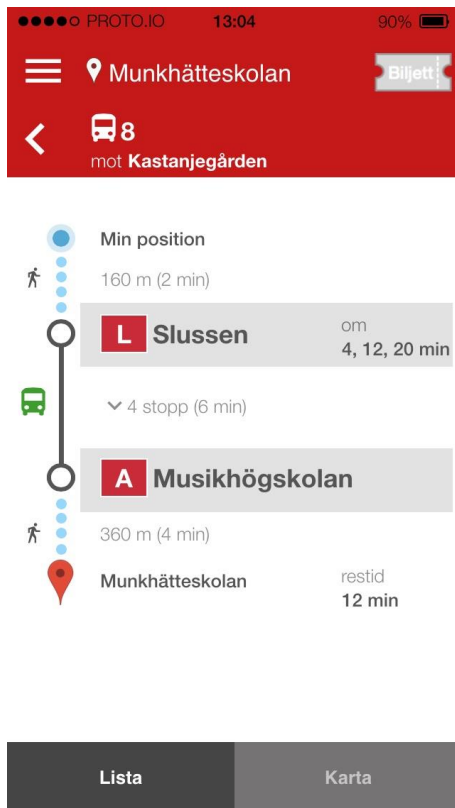 PROTO.IO 13:04 90%
Munkhätteskolan Biljett
8
mot Kastanjegården
Min position
160 m (2 min)
L Slussen om
4, 12, 20 min
4 stopp (6 min)
A Musikhögskolan
360 m (4 min)
Munkhätteskolan restid
12 min
Lista Karta